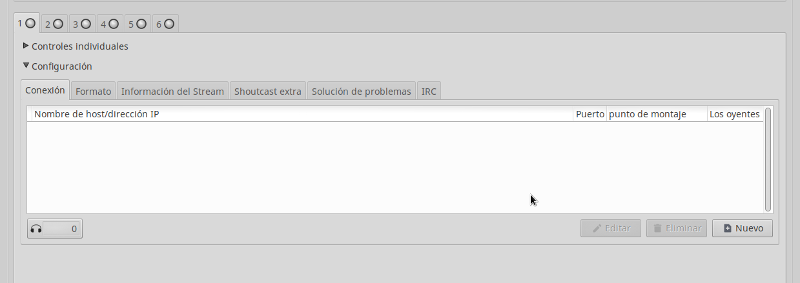 1 2 3 4 5 6
Controles Individuales
Configuración
Conexión Formato Información del Stream Shoutcast extra Solución de problemas IRC
Nombre de host/dirección IP Puerto punto de montaje Los oyentes
0 Editar Eliminar Nuevo